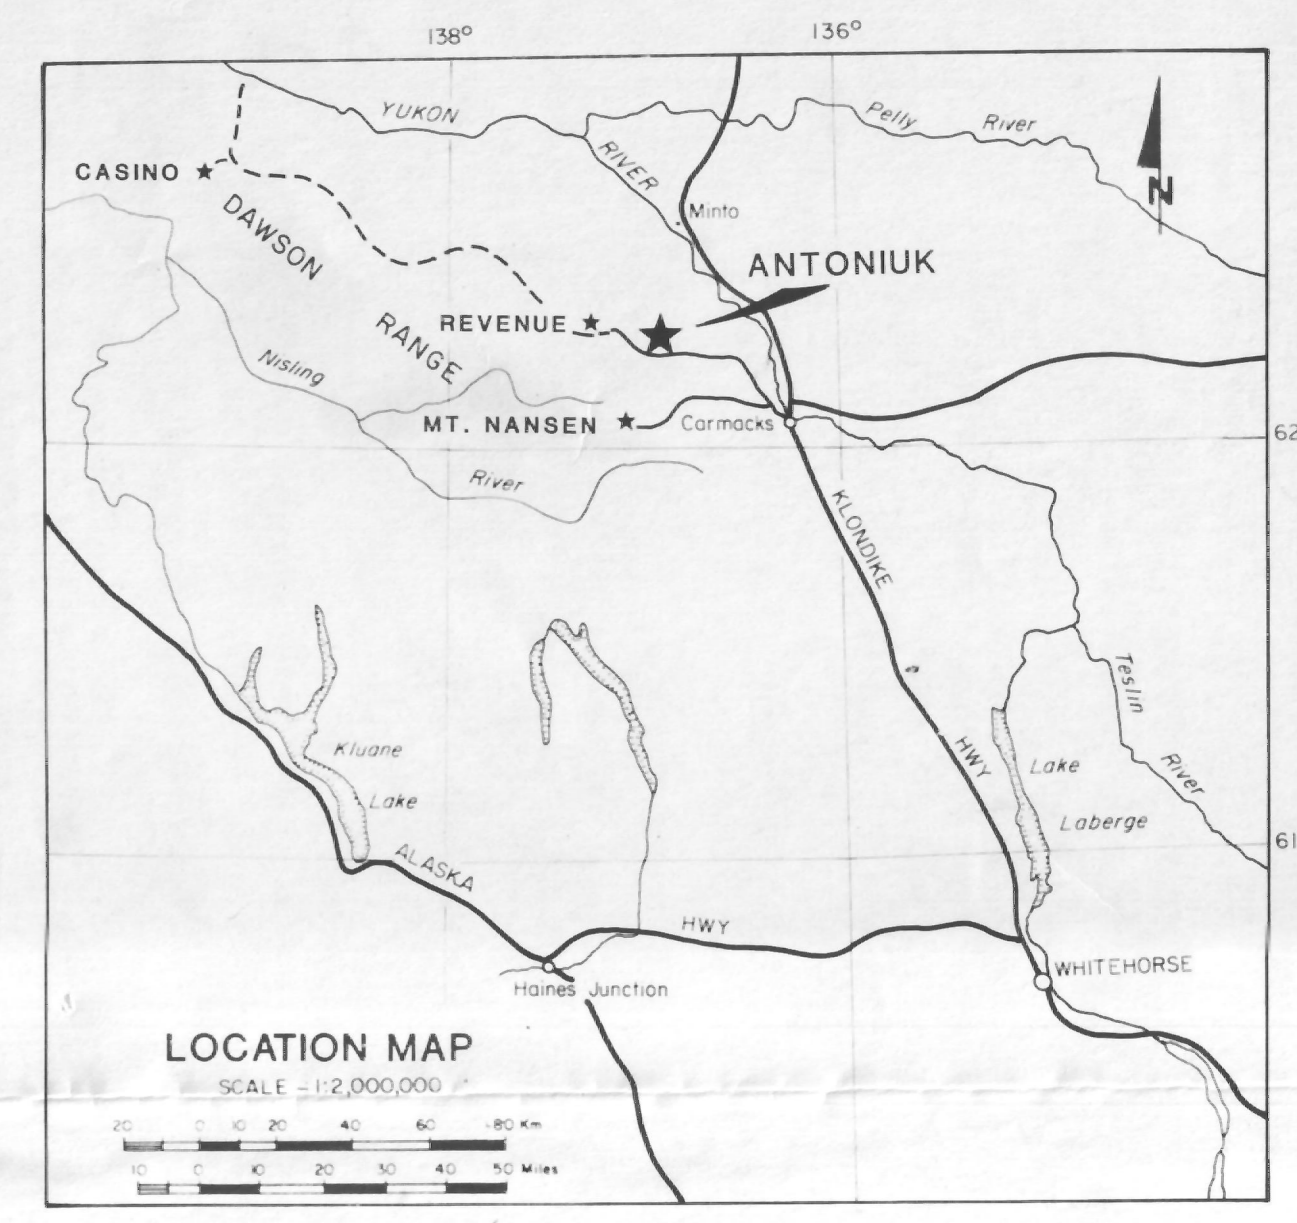 138° 136°
YUKON
RIVER
Pelly River
CASINO
N
DAWSON
RANGE
Minto
ANTONIUK
REVENUE
Nisling
River
MT. NANSEN
Carmacks
62
KLONDIKE
HWY
Teslin
River
Kluane
Lake
Lake
Laberge
61
ALASKA
HWY
WHITEHORSE
Haines Junction
LOCATION MAP
SCALE - 1:2,000,000
20 0 10 20 40 60 80 Km
10 0 10 20 30 40 50 Miles